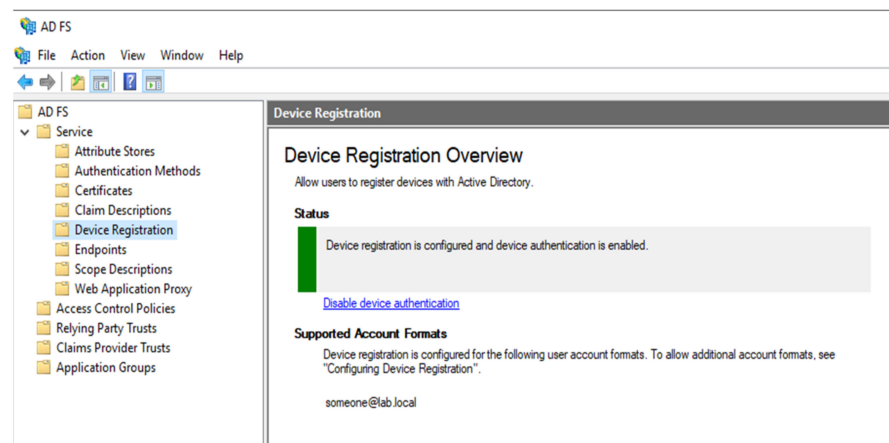 AD FS
File Action View Window Help
AD FS
Service
Attribute Stores
Authentication Methods
Certificates
Claim Descriptions
Device Registration
Endpoints
Scope Descriptions
Web Application Proxy
Access Control Policies
Relying Party Trusts
Claims Provider Trusts
Application Groups
Device Registration
Device Registration Overview
Allow users to register devices with Active Directory.
Status
Device registration is configured and device authentication is enabled.
Disable device authentication
Supported Account Formats
Device registration is configured for the following user account formats. To allow additional account formats, see
"Configuring Device Registration".
someone@lab.local